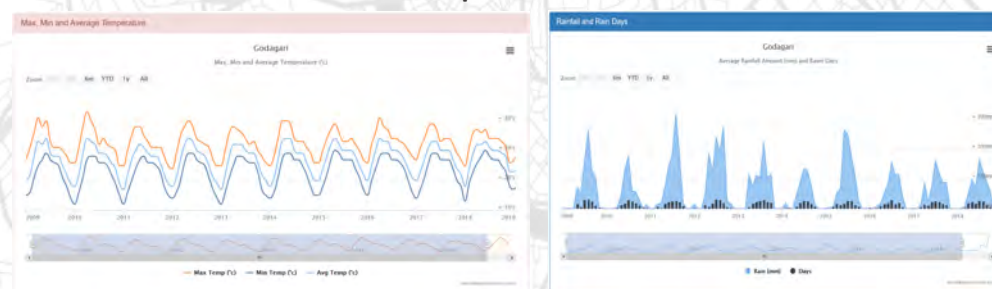 Max, Min and Average Temperature
Godagari
Max, Min and Average Temperature (°c)
Zoom 6m YTD 1y All
2009 2010 2011 2012 2013 2014 2015 2016 2017 2018
Max Temp (°c) Min Temp (°c) Avg Temp (°c)
Rainfall and Rain Days
Godagari
Average Rainfall Amount (mm) and Rainy Days
Zoom 6m YTD 1y All
2009 2010 2011 2012 2013 2014 2015 2016 2017 2018
Rain (mm) Days